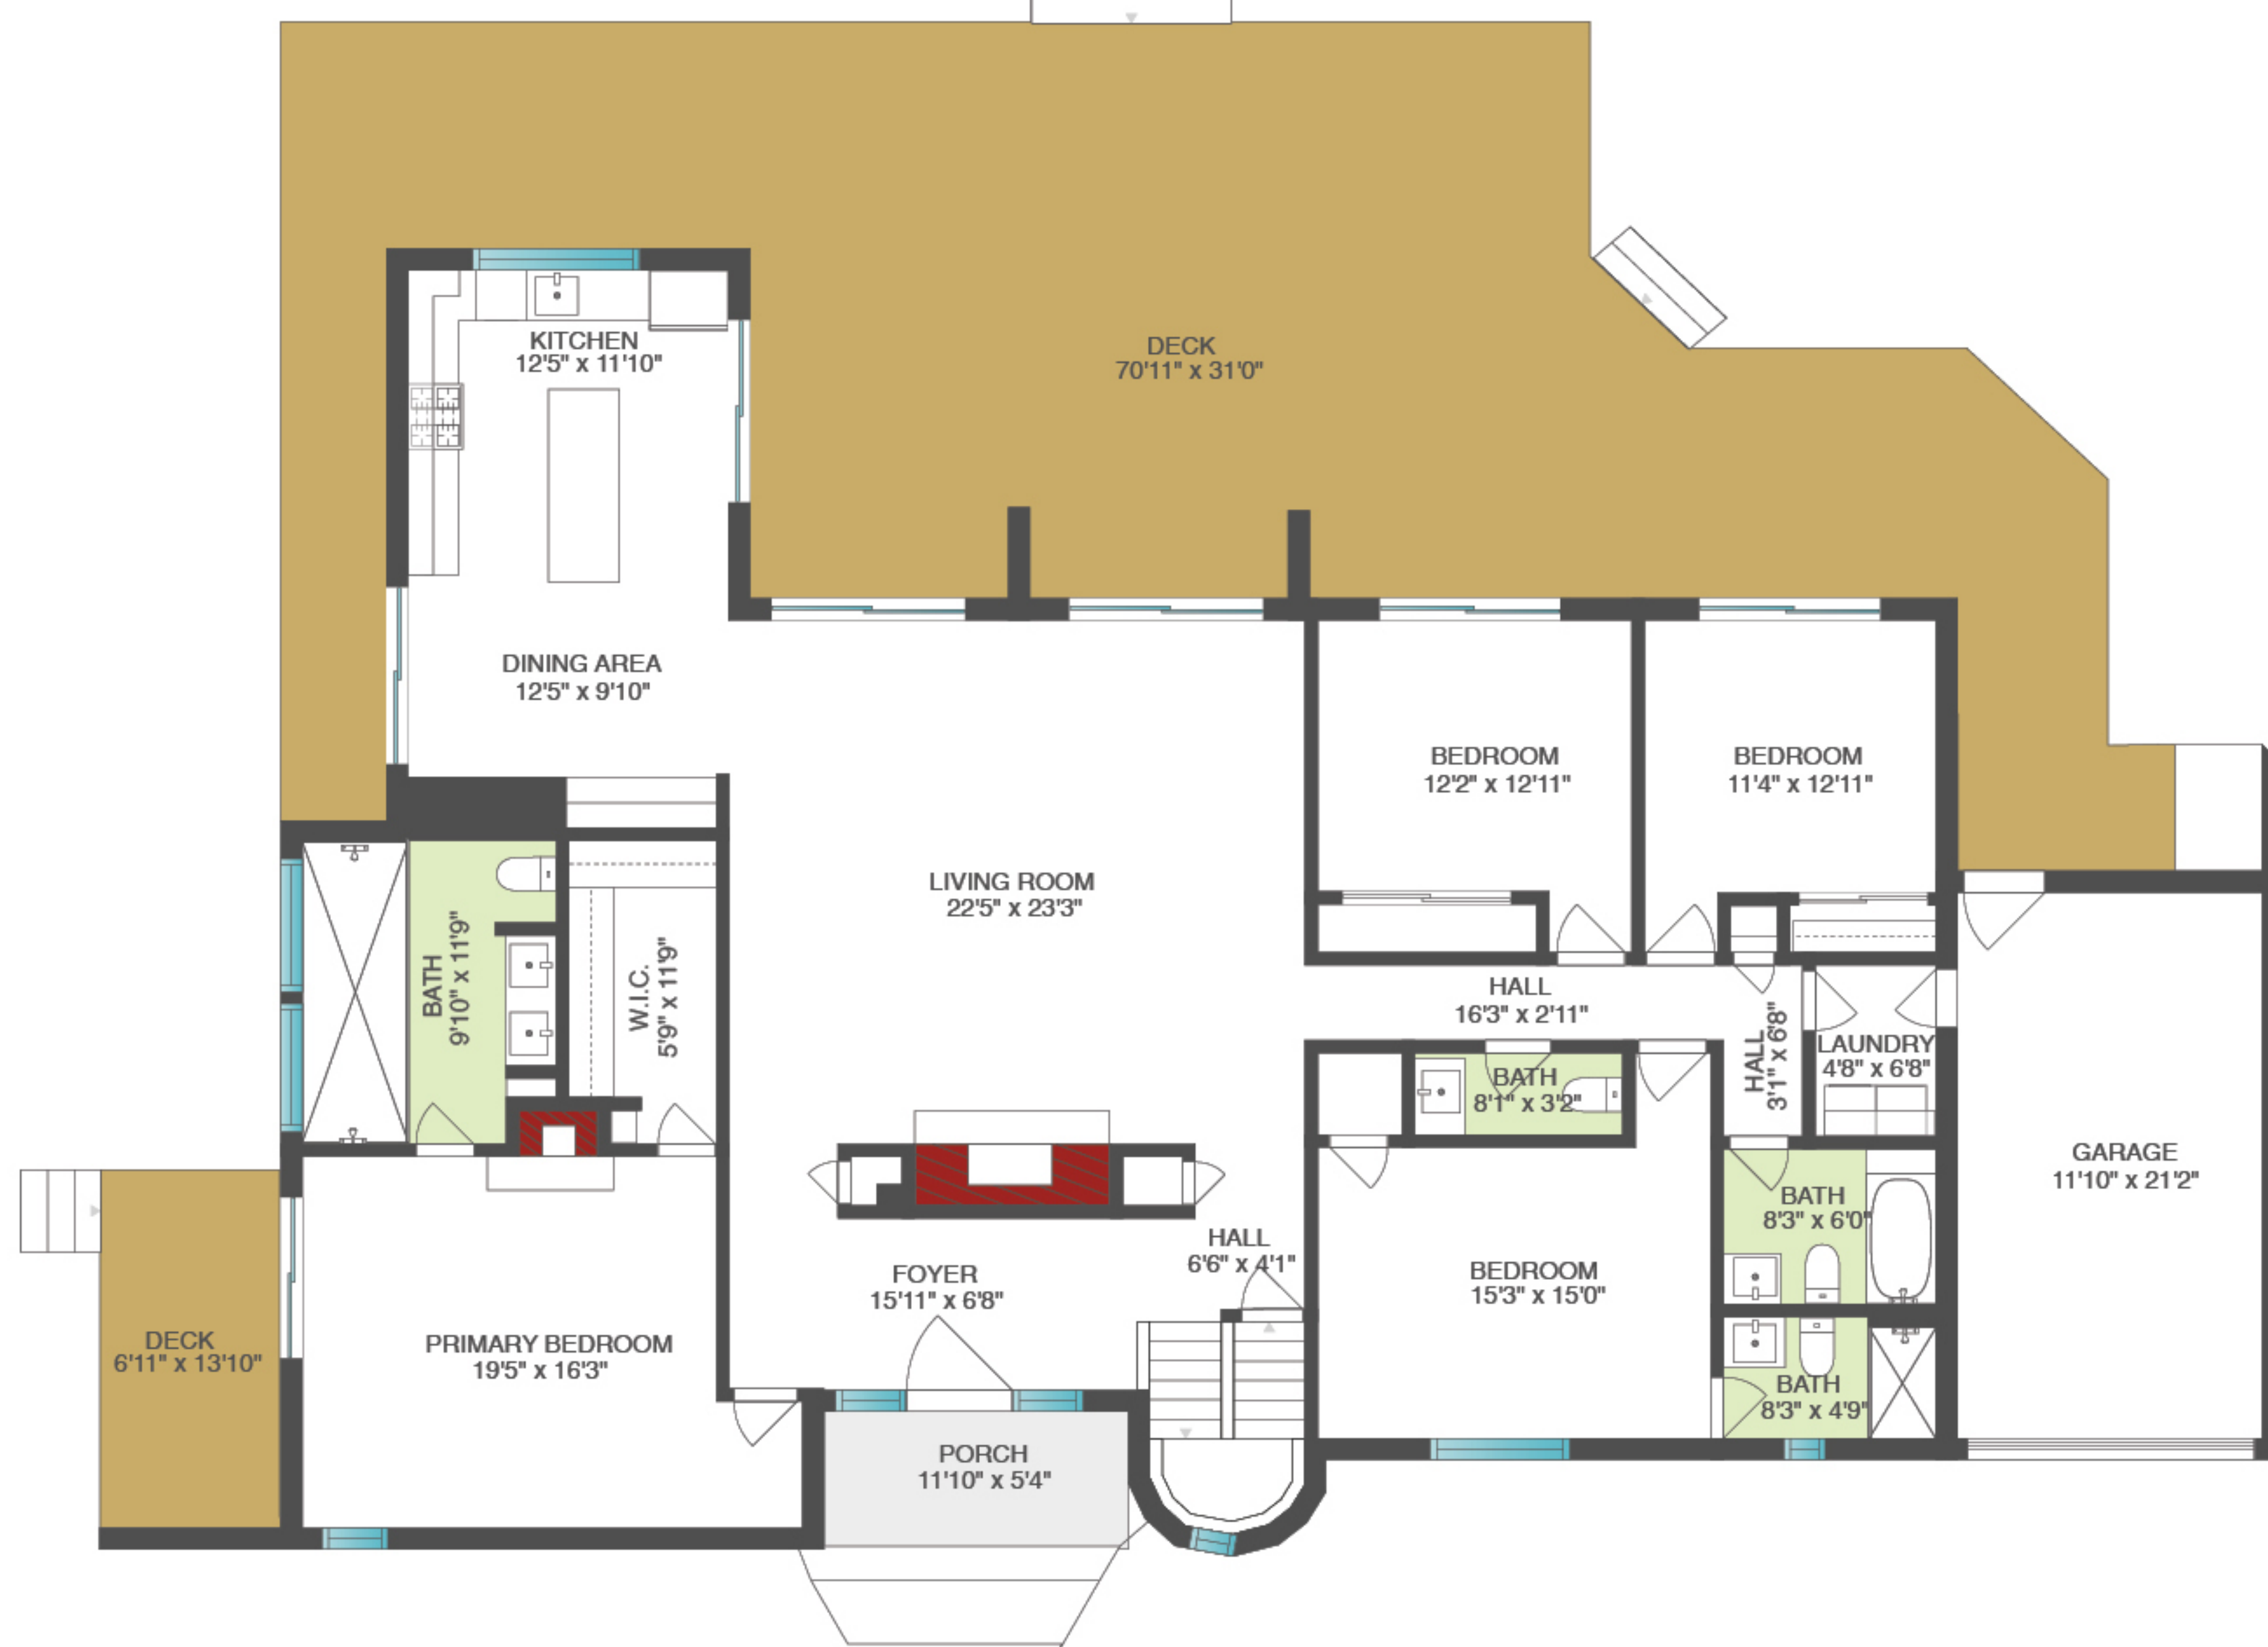 KITCHEN
12'5" x 11'10"
DECK
70'11" x 31'0"
DINING AREA
12'5" x 9'10"
BEDROOM
12'2" x 12'11"
BEDROOM
11'4" x 12'11"
LIVING ROOM
22'5" x 23'3"
BATH
9'10" x 11'9"
W.I.C.
5'9" x 11'9"
HALL
16'3" x 2'11"
HALL
3'1" x 6'8"
LAUNDRY
4'8" x 6'8"
BATH
8'1" x 3'2"
GARAGE
11'10" x 21'2"
BATH
8'3" x 6'0"
HALL
6'6" x 4'1"
FOYER
15'11" x 6'8"
BEDROOM
15'3" x 15'0"
DECK
6'11" x 13'10"
PRIMARY BEDROOM
19'5" x 16'3"
BATH
8'3" x 4'9"
PORCH
11'10" x 5'4"